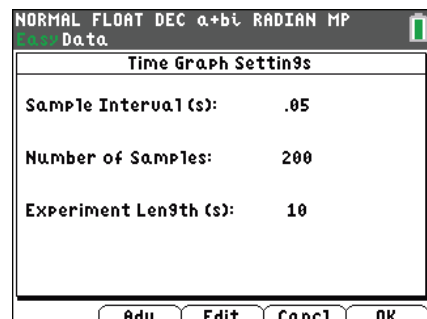 NORMAL FLOAT DEC a+bi RADIAN MP
EasyData
Time Graph Settings
Sample Interval (s): .05
Number of Samples: 200
Experiment Length (s): 10
Adv Edit Cancl OK